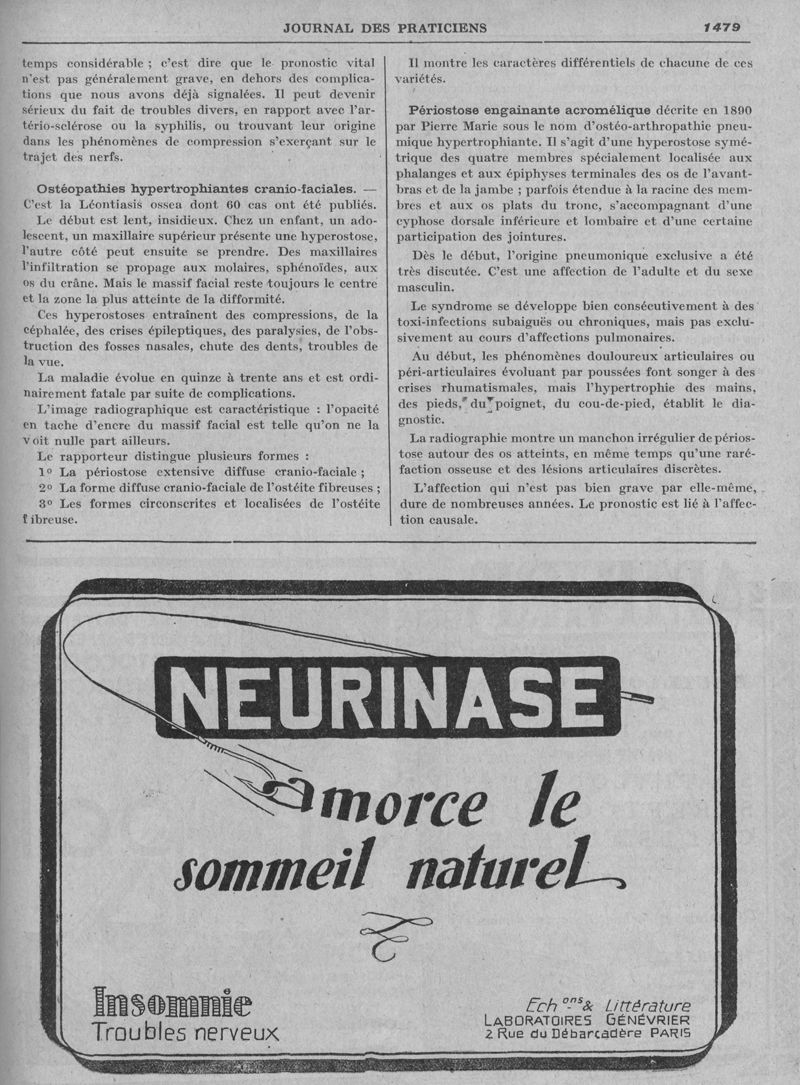 JOURNAL DES PRATICIENS 1479
temps considérable ; c'est dire que le pronostic vital
n'est pas généralement grave, en dehors des complica-
tions que nous avons déjà signalées. Il peut devenir
sérieux du fait de troubles divers, en rapport avec l'ar-
tério-sclérose ou la syphilis, ou trouvant leur origine
dans les phénomènes de compression s'exerçant sur le
trajet des nerfs.
Ostéopathies hypertrophiantes cranio-faciales. —
C'est la Léontiasis ossea dont 60 cas ont été publiés.
Le début est lent, insidieux. Chez un enfant, un ado-
lescent, un maxillaire supérieur présente une hyperostose,
l'autre côté peut ensuite se prendre. Des maxillaires
l'infiltration se propage aux molaires, sphénoïdes, aux
os du crâne. Mais le massif facial reste toujours le centre
et la zone la plus atteinte de la difformité.
Ces hyperostoses entraînent des compressions, de la
céphalée, des crises épileptiques, des paralysies, de l'obs-
truction des fosses nasales, chute des dents, troubles de
la vue.
La maladie évolue en quinze à trente ans et est ordi-
nairement fatale par suite de complications.
L'image radiographique est caractéristique : l'opacité
en tache d'encre du massif facial est telle qu'on ne la
voit nulle part ailleurs.
Le rapporteur distingue plusieurs formes :
1º La périostose extensive diffuse cranio-faciale ;
2º La forme diffuse cranio-faciale de l'ostéite fibreuses ;
3º Les formes circonscrites et localisées de l'ostéite
fibreuse.
Il montre les caractères différentiels de chacune de ces
variétés.
Périostose engainante acromélique décrite en 1890
par Pierre Marie sous le nom d'ostéo-arthropathie pneu-
mique hypertrophiante. Il s'agit d'une hyperostose symé-
trique des quatre membres spécialement localisée aux
phalanges et aux épiphyses terminales des os de l'avant-
bras et de la jambe ; parfois étendue à la racine des mem-
bres et aux os plats du tronc, s'accompagnant d'une
cyphose dorsale inférieure et lombaire et d'une certaine
participation des jointures.
Dès le début, l'origine pneumonique exclusive a été
très discutée. C'est une affection de l'adulte et du sexe
masculin.
Le syndrome se développe bien consécutivement à des
toxi-infections subaiguës ou chroniques, mais pas exclu-
sivement au cours d'affections pulmonaires.
Au début, les phénomènes douloureux articulaires ou
péri-articulaires évoluant par poussées font songer à des
crises rhumatismales, mais l'hypertrophie des mains,
des pieds, du poignet, du cou-de-pied, établit le dia-
gnostic.
La radiographie montre un manchon irrégulier de périos-
tose autour des os atteints, en même temps qu'une raré-
faction osseuse et des lésions articulaires discrètes.
L'affection qui n'est pas bien grave par elle-même,
dure de nombreuses années. Le pronostic est lié à l'affec-
tion causale.
NEURINASE
amorce le
sommeil naturel
Insomnie
Troubles nerveux
Ech<sup>ons</sup> & Littérature
LABORATOIRES GÉNÉVRIER
2 Rue du Débarcadère PARIS